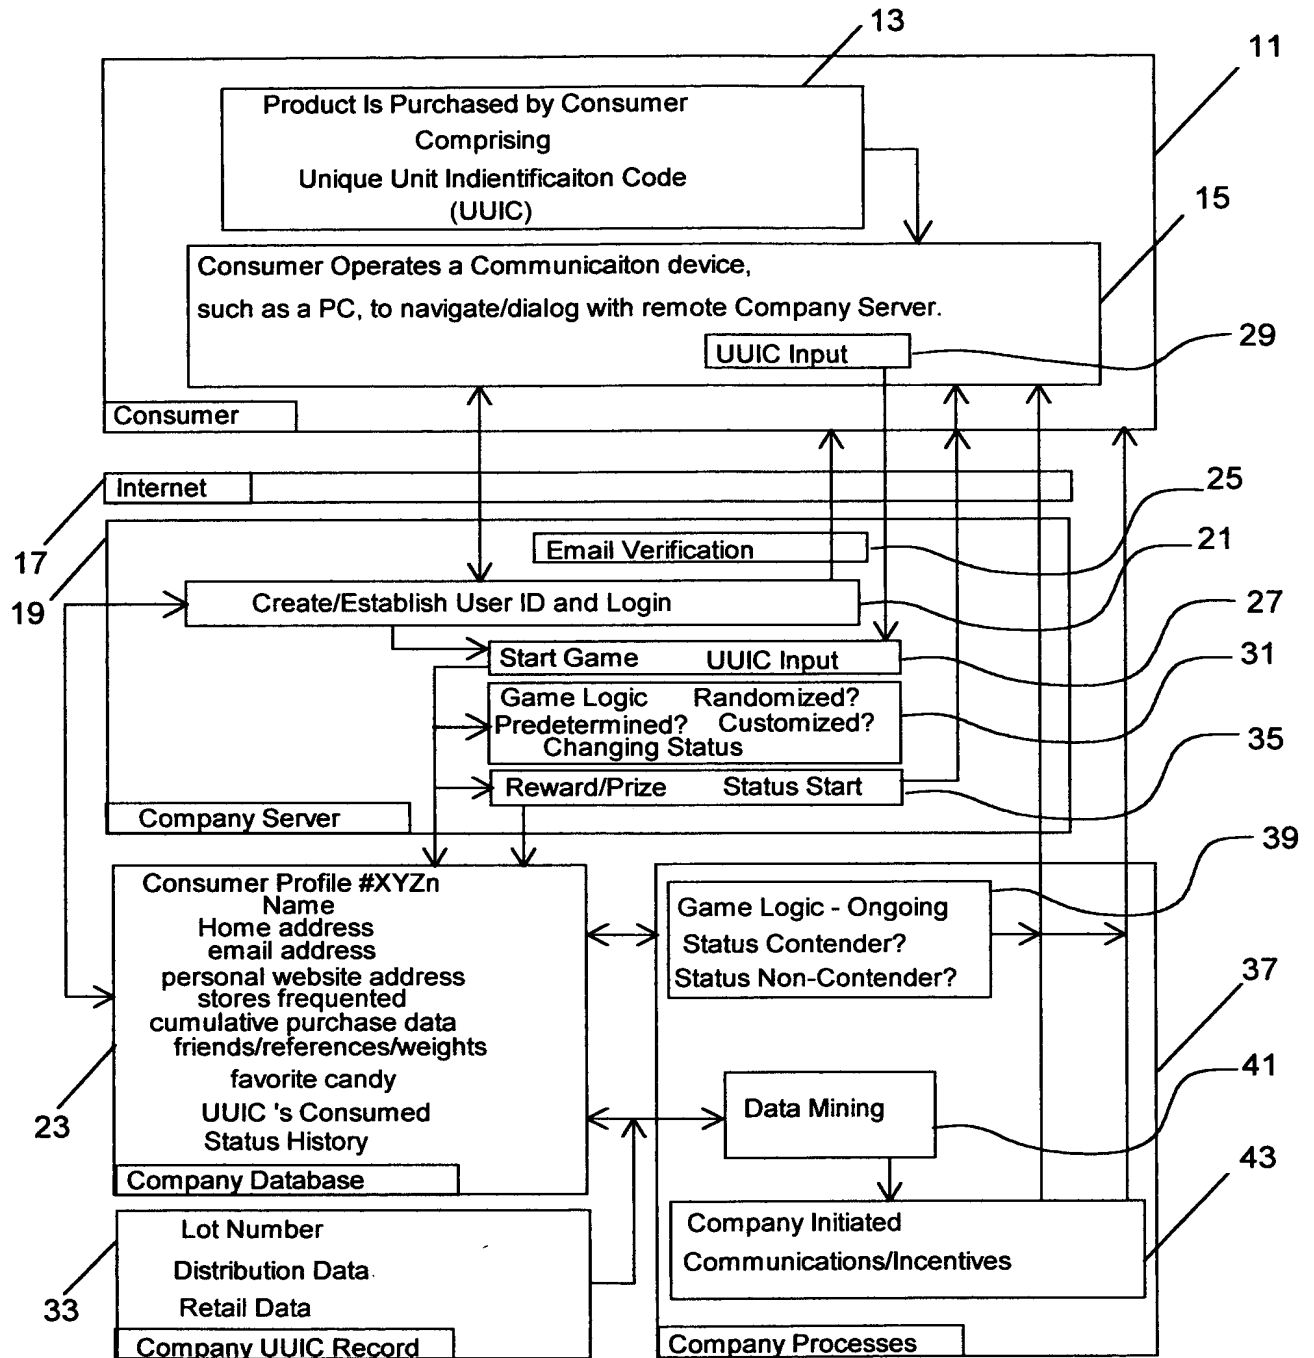 13
11
Product Is Purchased by Consumer
Comprising
Unique Unit Indientificaiton Code
(UUIC)
15
Consumer Operates a Communicaiton device,
such as a PC, to navigate/dialog with remote Company Server.
UUIC Input
29
Consumer
Internet
17
25
Email Verification
21
19
Create/Establish User ID and Login
27
Start Game UUIC Input
31
Game Logic Randomized?
Predetermined? Customized?
Changing Status
35
Reward/Prize Status Start
Company Server
39
Consumer Profile #XYZn
Name
Home address
email address
personal website address
stores frequented
cumulative purchase data
friends/references/weights
favorite candy
UUIC 's Consumed
Status History
Company Database
23
Game Logic - Ongoing
Status Contender?
Status Non-Contender?
37
Data Mining
41
Company Initiated
Communications/Incentives
43
Lot Number
Distribution Data
Retail Data
33
Company UUIC Record
Company Processes